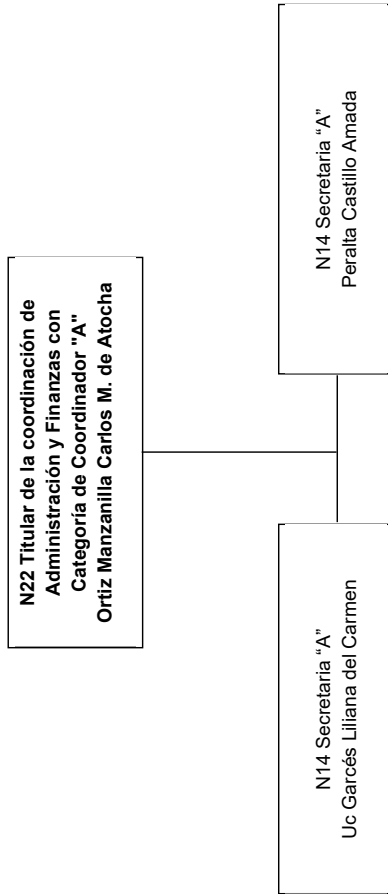 N22 Titular de la coordinación de
Administración y Finanzas con
Categoría de Coordinador "A"
Ortiz Manzanilla Carlos M. de Atocha
N14 Secretaria “A”
Uc Garcés Liliana del Carmen
N14 Secretaria “A”
Peralta Castillo Amada